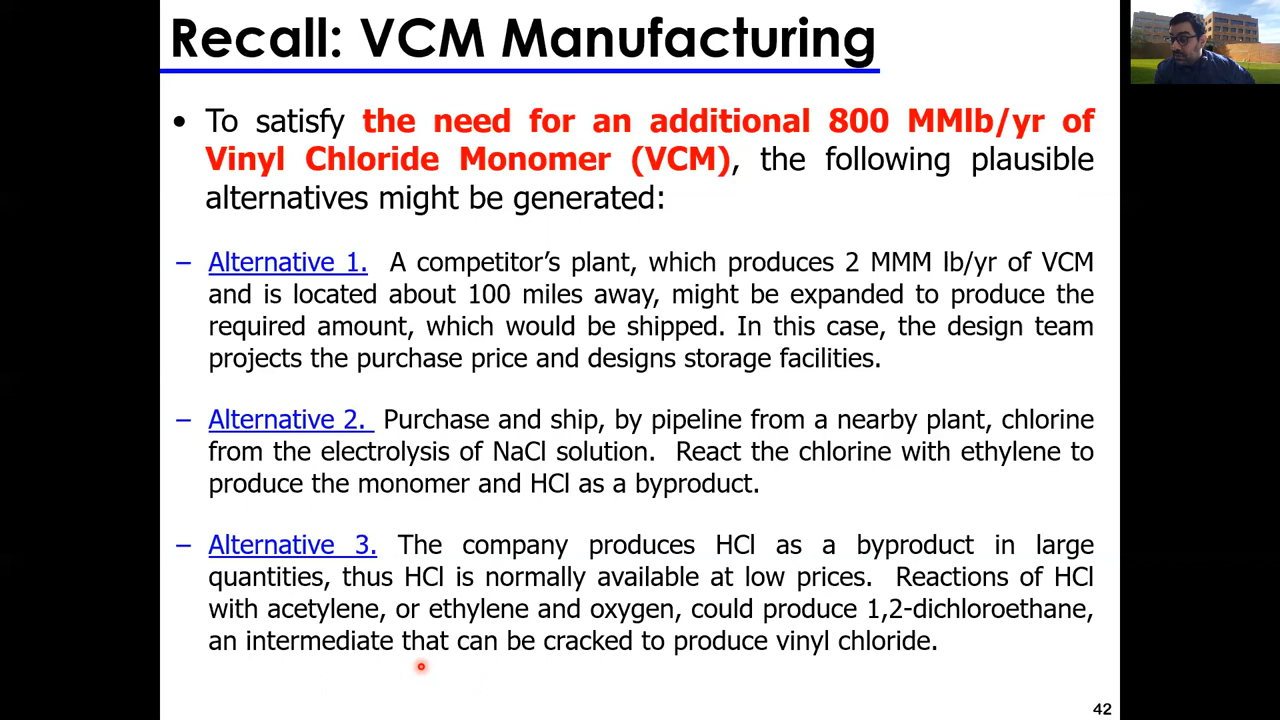 Recall: VCM Manufacturing
• To satisfy the need for an additional 800 MMlb/yr of
Vinyl Chloride Monomer (VCM), the following plausible
alternatives might be generated:
– Alternative 1. A competitor’s plant, which produces 2 MMM lb/yr of VCM
and is located about 100 miles away, might be expanded to produce the
required amount, which would be shipped. In this case, the design team
projects the purchase price and designs storage facilities.
– Alternative 2. Purchase and ship, by pipeline from a nearby plant, chlorine
from the electrolysis of NaCl solution. React the chlorine with ethylene to
produce the monomer and HCl as a byproduct.
– Alternative 3. The company produces HCl as a byproduct in large
quantities, thus HCl is normally available at low prices. Reactions of HCl
with acetylene, or ethylene and oxygen, could produce 1,2-dichloroethane,
an intermediate that can be cracked to produce vinyl chloride.
42